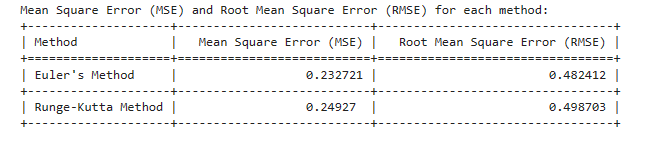 Mean Square Error (MSE) and Root Mean Square Error (RMSE) for each method:
+--------------------+---------------------------+--------------------------------+
| Method             |   Mean Square Error (MSE) |   Root Mean Square Error (RMSE) |
+====================+===========================+================================+
| Euler's Method     |                  0.232721 |                        0.482412 |
+--------------------+---------------------------+--------------------------------+
| Runge-Kutta Method |                  0.24927  |                        0.498703 |
+--------------------+---------------------------+--------------------------------+